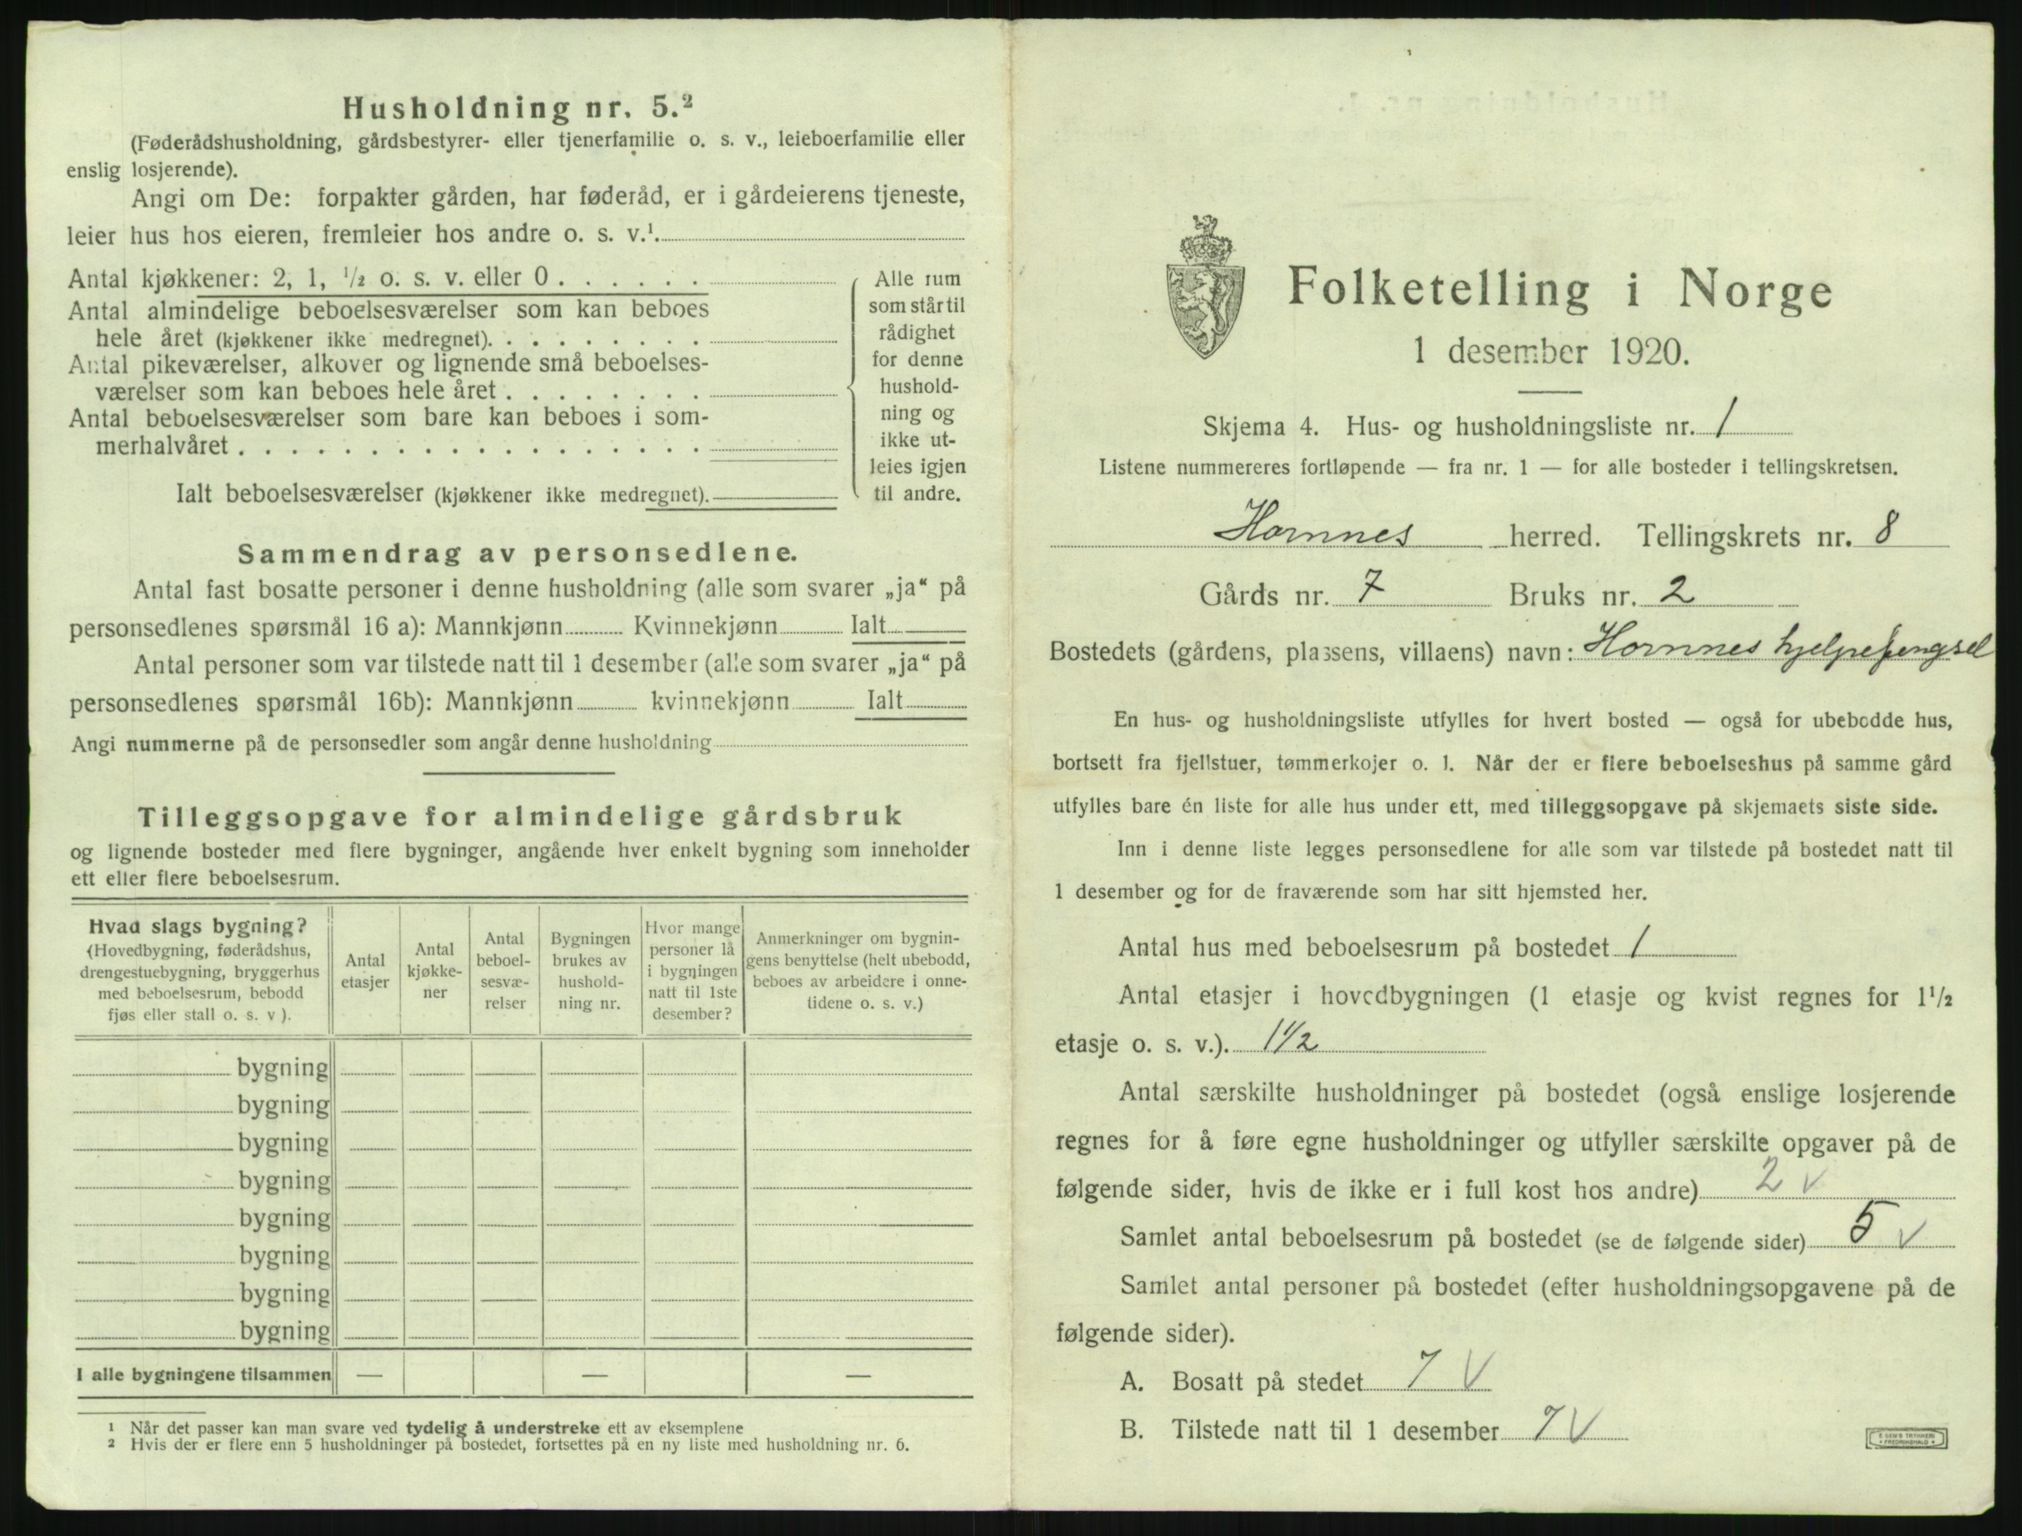 Husholdning nr. 5.²
(Føderådshusholdning, gårdsbestyrer- eller tjenerfamilie o. s. v., leieboerfamilie eller
enslig losjerende).
Angi om De: forpakter gården, har føderåd, er i gårdeierens tjeneste,
leier hus hos eieren, fremleier hos andre o. s. v.¹.
Antal kjøkkener: 2, 1, ½ o. s. v. eller 0 . . . . . .
Antal almindelige beboelsesværelser som kan beboes
hele året (kjøkkener ikke medregnet). . . . . . . . .
Antal pikeværelser, alkover og lignende små beboelses-
værelser som kan beboes hele året . . . . . . . .
Antal beboelsesværelser som bare kan beboes i som-
merhalvåret . . . . . . . . . . . . . . . . . .
Ialt beboelsesværelser (kjøkkener ikke medregnet).
Alle rum
som står til
rådighet
for denne
hushold-
ning og
ikke ut-
leies igjen
til andre.
Sammendrag av personsedlene.
Antal fast bosatte personer i denne husholdning (alle som svarer „ja“ på
personsedlenes spørsmål 16 a): Mannkjønn Kvinnekjønn Ialt
Antal personer som var tilstede natt til 1 desember (alle som svarer „ja“ på
personsedlenes spørsmål 16b): Mannkjønn kvinnekjønn Ialt
Angi nummerne på de personsedler som angår denne husholdning
Tilleggsopgave for almindelige gårdsbruk
og lignende bosteder med flere bygninger, angående hver enkelt bygning som inneholder
ett eller flere beboelsesrum.
Hvad slags bygning?
(Hovedbygning, føderådshus,
drengestuebygning, bryggerhus
med beboelsesrum, bebodd
fjøs eller stall o. s. v ).
Antal
etasjer
Antal
kjøkke-
ner
Antal
beboel-
sesvæ-
relser
Bygningen
brukes av
hushold-
ning nr.
Hvor mange
personer lå
i bygningen
natt til 1ste
desember?
Anmerkninger om bygnin-
gens benyttelse (helt ubebodd,
beboes av arbeidere i onne-
tidene o. s. v.)
bygning
bygning
bygning
bygning
bygning
bygning
bygning
bygning
I alle bygningene tilsammen — — —
¹ Når det passer kan man svare ved tydelig å understreke ett av eksemplene
² Hvis der er flere enn 5 husholdninger på bostedet, fortsettes på en ny liste med husholdning nr. 6.
Folketelling i Norge
1 desember 1920.
Skjema 4. Hus- og husholdningsliste nr. 1
Listene nummereres fortløpende — fra nr. 1 — for alle bosteder i tellingskretsen.
Hornnes herred. Tellingskrets nr. 8
Gårds nr. 7 Bruks nr. 2
Bostedets (gårdens, plassens, villaens) navn: Hornnes hjelpefengsel
En hus- og husholdningsliste utfylles for hvert bosted — også for ubebodde hus,
bortsett fra fjellstuer, tømmerkojer o. l. Når der er flere beboelseshus på samme gård
utfylles bare én liste for alle hus under ett, med tilleggsopgave på skjemaets siste side.
Inn i denne liste legges personsedlene for alle som var tilstede på bostedet natt til
1 desember og for de fraværende som har sitt hjemsted her.
Antal hus med beboelsesrum på bostedet 1
Antal etasjer i hovedbygningen (1 etasje og kvist regnes for 1½
etasje o. s. v.). 1½
Antal særskilte husholdninger på bostedet (også enslige losjerende
regnes for å føre egne husholdninger og utfyller særskilte opgaver på de
følgende sider, hvis de ikke er i full kost hos andre) 2 v
Samlet antal beboelsesrum på bostedet (se de følgende sider) 5 v
Samlet antal personer på bostedet (efter husholdningsopgavene på de
følgende sider).
A. Bosatt på stedet 7 v
B. Tilstede natt til 1 desember 7 v